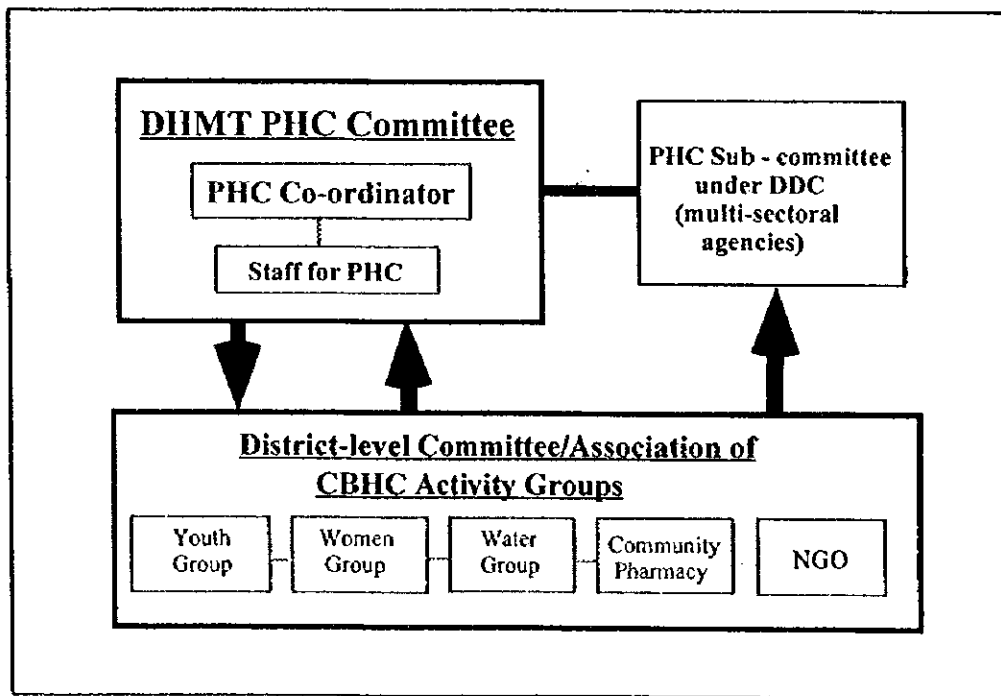 DHMT PHC Committee
PHC Co-ordinator
Staff for PHC
PHC Sub - committee
under DDC
(multi-sectoral
agencies)
District-level Committee/Association of
CBHC Activity Groups
Youth
Group
Women
Group
Water
Group
Community
Pharmacy
NGO